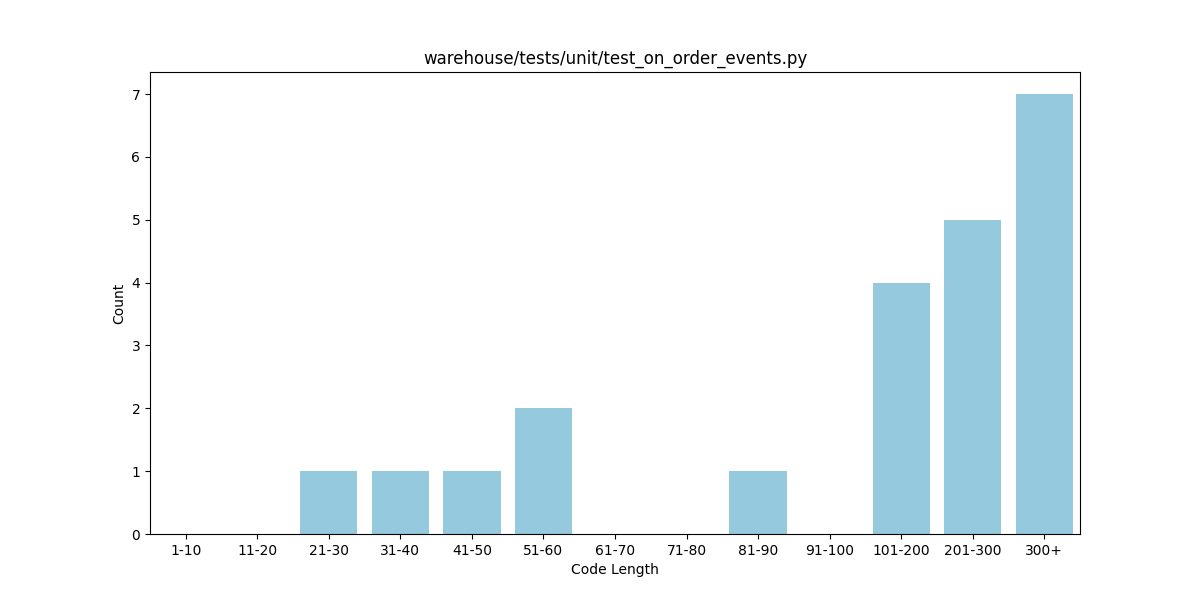 warehouse/tests/unit/test_on_order_events.py
7
6
5
4
3
2
1
0
Count
1-10 11-20 21-30 31-40 41-50 51-60 61-70 71-80 81-90 91-100 101-200 201-300 300+
Code Length